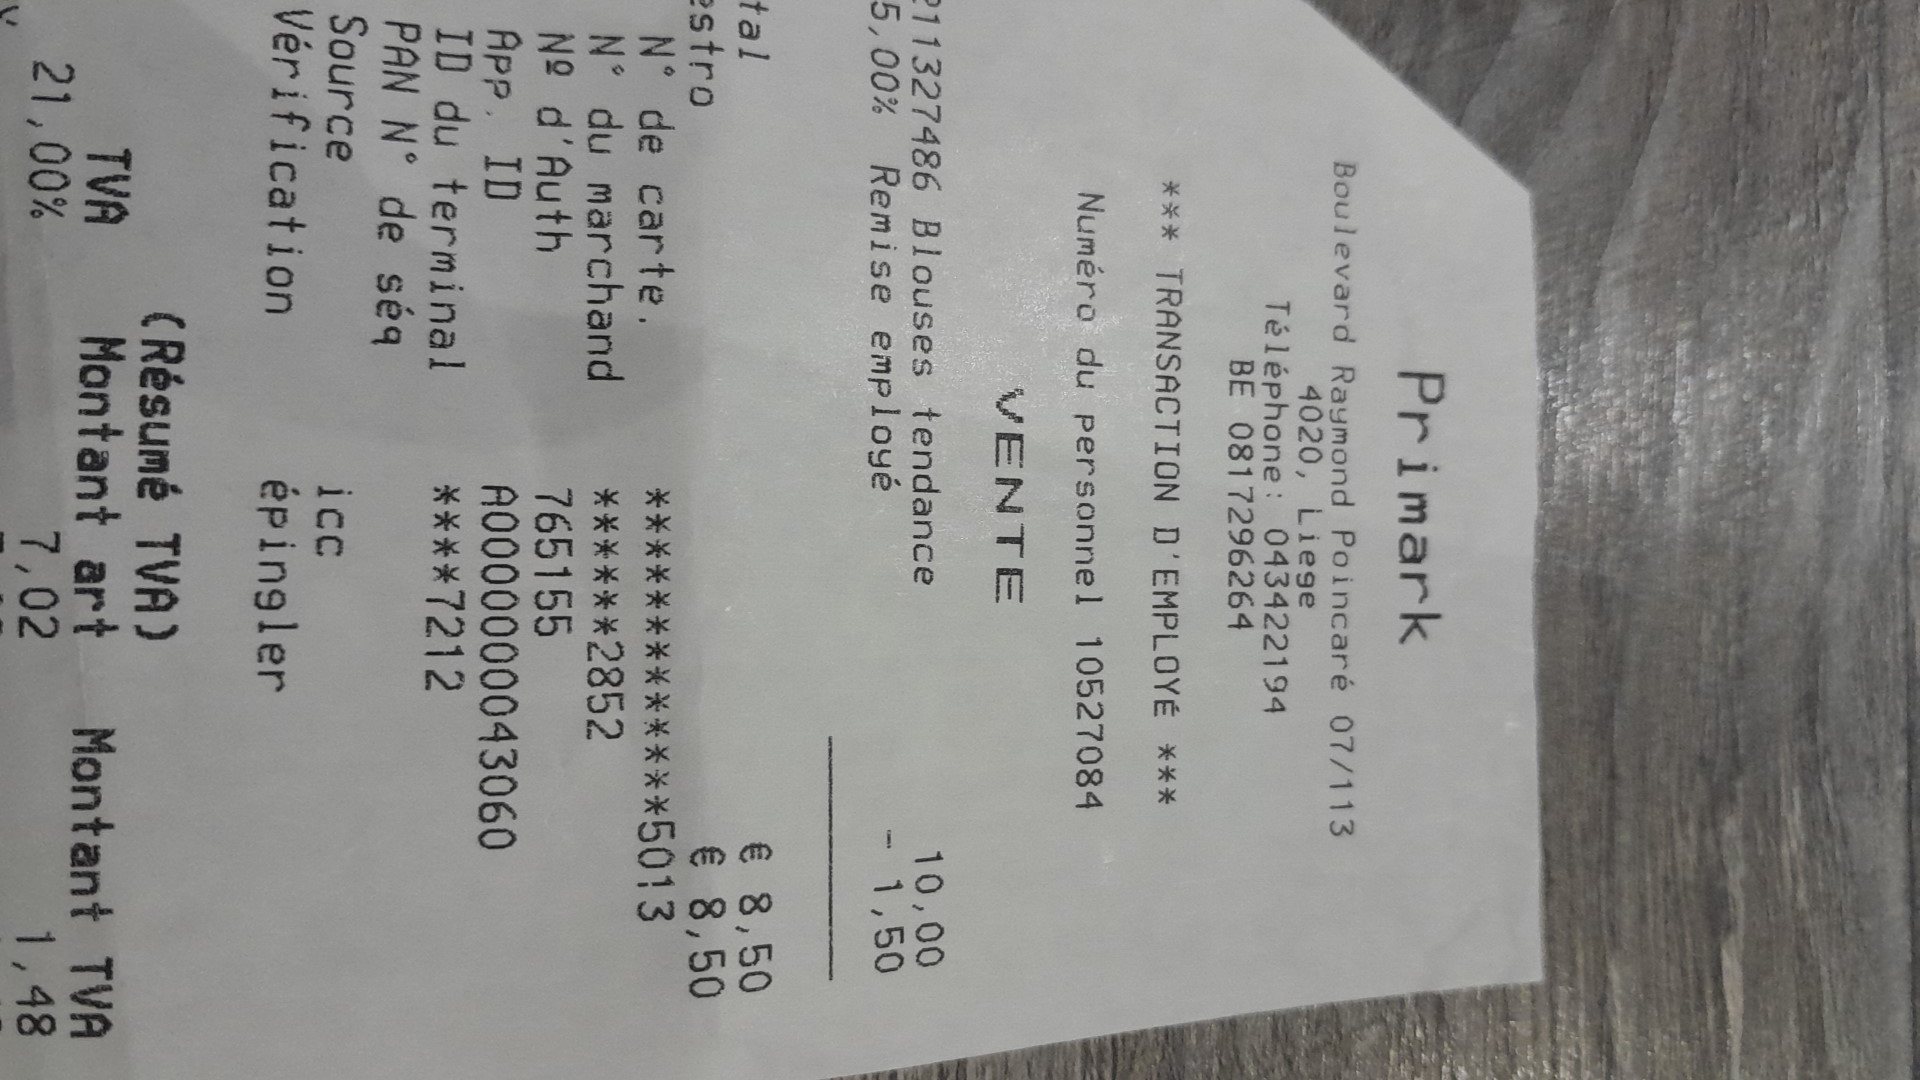 Primark
Boulevard Raymond Poincaré 07/113
4020, Liege
Téléphone: 043422194
BE 0817296264
*** TRANSACTION D'EMPLOYÉ ***
Numéro du personnel 10527084
VENTE
211327486 Blouses tendance 10,00
5,00% Remise employé - 1,50
tal € 8,50
estro € 8,50
N° de carte. ***************5013
N° du marchand ******2852
Nº d'Auth 765155
App. ID A0000000043060
ID du terminal ****7212
PAN N° de séq
Source icc
Vérification épingler
(Résumé TVA)
TVA Montant art Montant TVA
21,00% 7,02 1,48